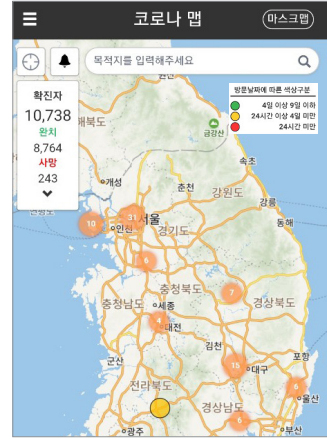 코로나 맵
마스크맵
목적지를 입력해주세요
방문날짜에 따른 색상구분
4일 이상 9일 이하
24시간 이상 4일 미만
24시간 미만
확진자
10,738
완치
8,764
사망
243
해북도
원산
금강산
속초
개성
춘천
강원도
강릉
10
31
서울
인천
경기도
동해
6
충청북도
7
충청남도
세종
경상북도
4
대전
김천
군산
15
대구
포항
전라북도
6
울산
경상남도
6
광주
부산